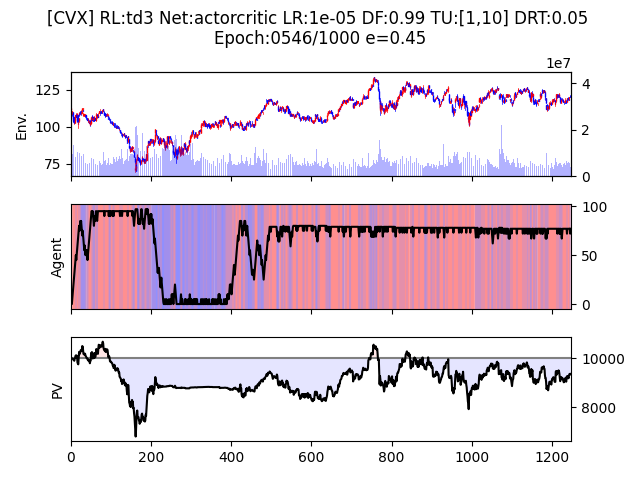 [CVX] RL:td3 Net:actorcritic LR:1e-05 DF:0.99 TU:[1,10] DRT:0.05
Epoch:0546/1000 e=0.45
1e7
125
100
75
Env.
4
2
0
Agent
100
50
0
PV
10000
8000
0 200 400 600 800 1000 1200